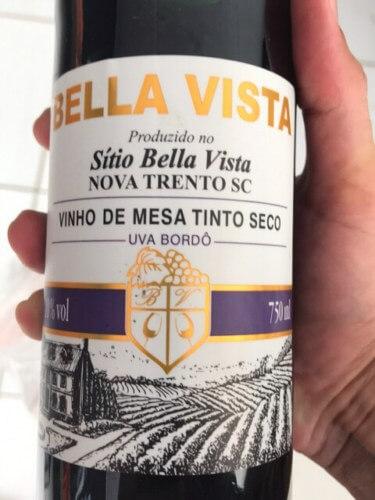 BELLA VISTA
Produzido no
Sítio Bella Vista
NOVA TRENTO SC
VINHO DE MESA TINTO SECO
UVA BORDÔ
B V
% vol 750 ml